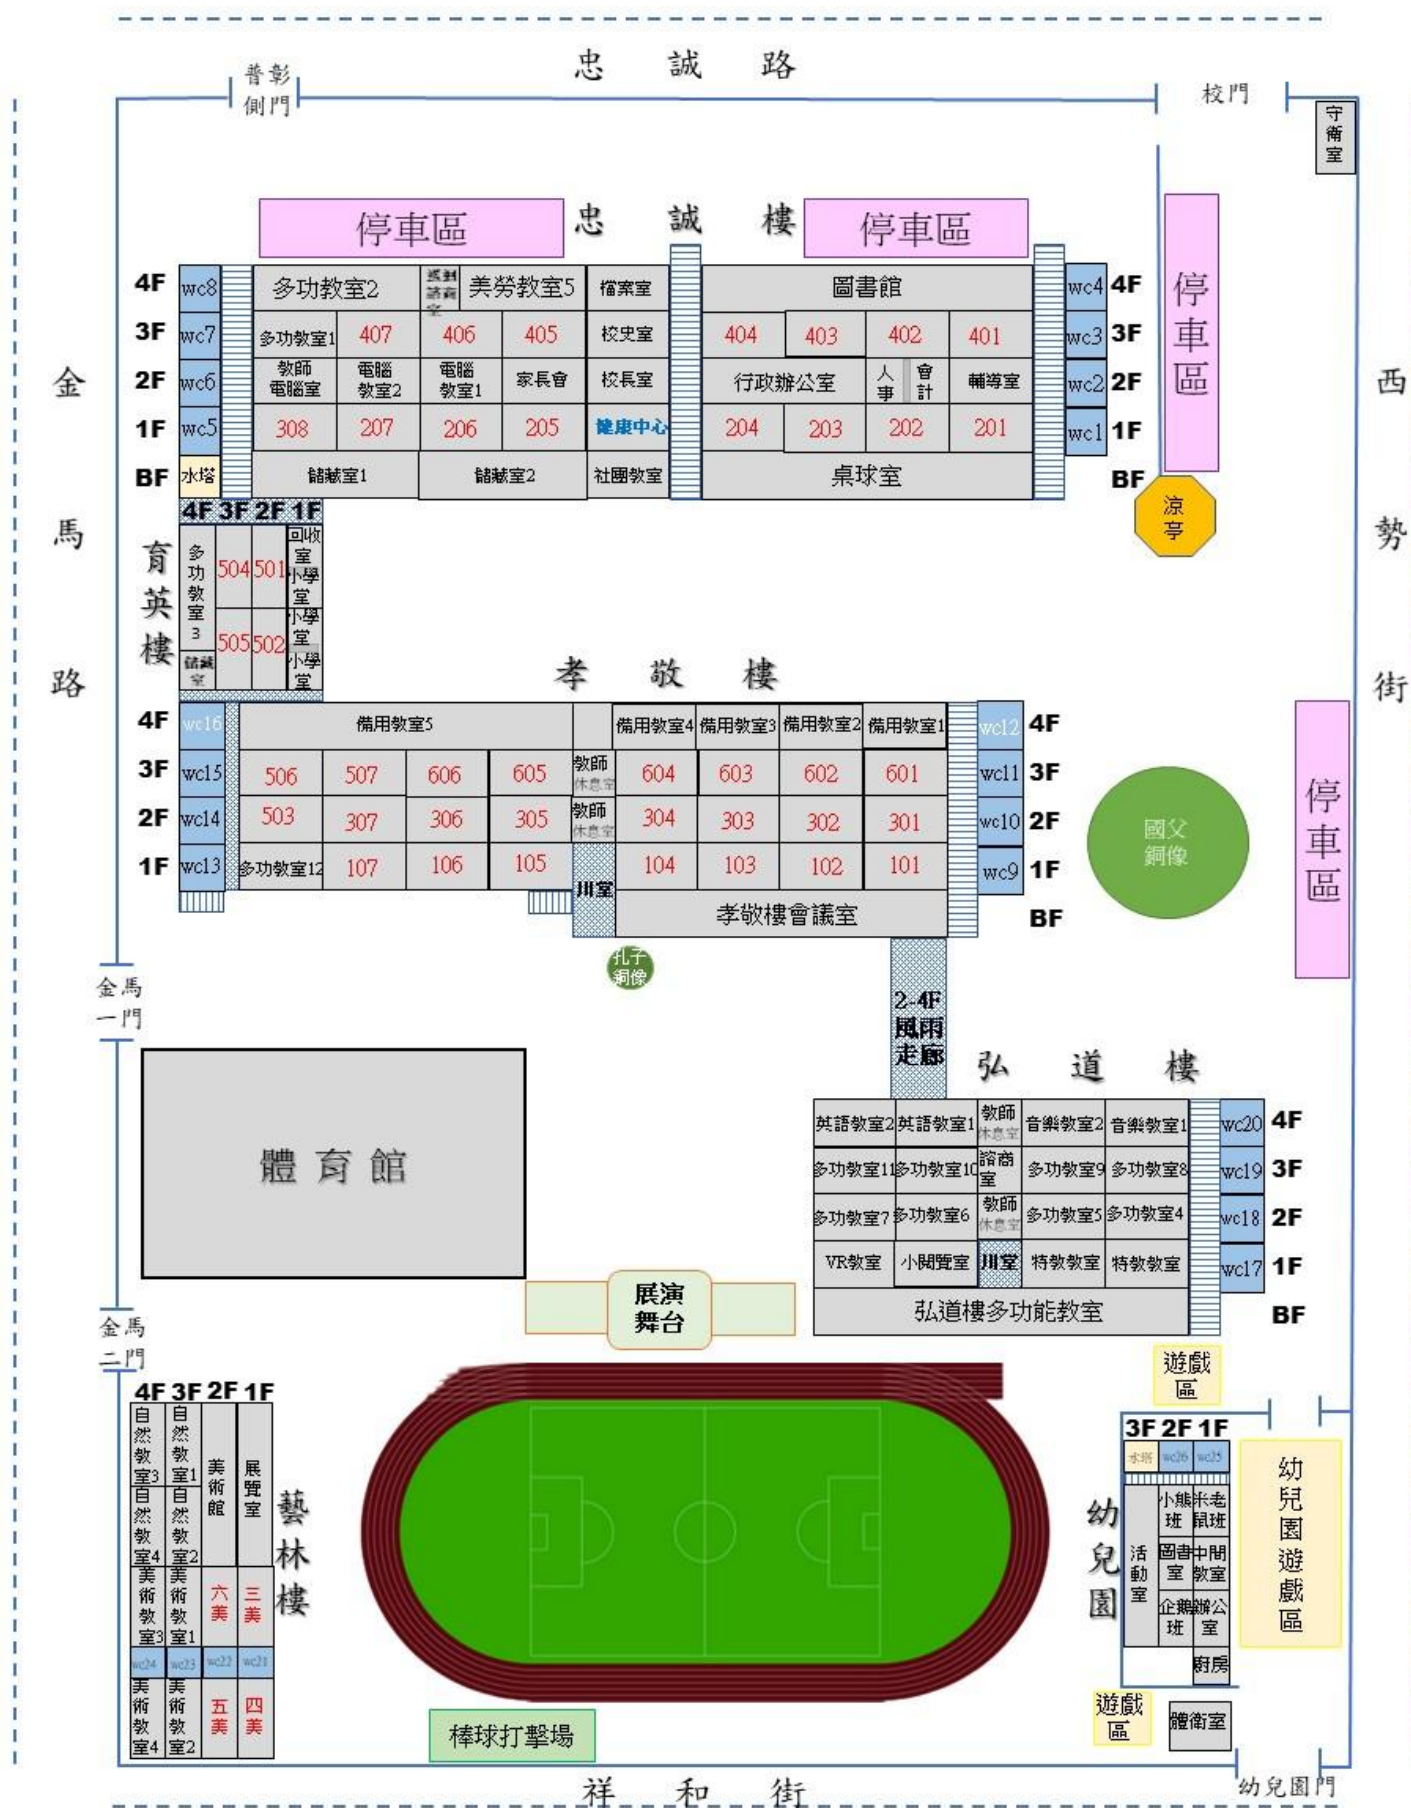 忠誠路
普彰
側門
校門
守衛室
停車區
忠誠樓
停車區
停車區
4F wc8 多功教室2 美勞教室5 檔案室 圖書館 wc4 4F
3F wc7 多功教室1 407 406 405 校史室 404 403 402 401 wc3 3F
2F wc6 教師電腦室 電腦教室2 電腦教室1 家長會 校長室 行政辦公室 人事 會計 輔導室 wc2 2F
1F wc5 308 207 206 205 健康中心 204 203 202 201 wc1 1F
BF 水塔 儲藏室1 儲藏室2 社團教室 桌球室 BF
涼亭
金馬路
西勢街
4F 3F 2F 1F
育英樓
多功教室3 504 501 回收室 小學堂
儲藏室 505 502 小學堂 小學堂
孝敬樓
4F wc16 備用教室5 備用教室4 備用教室3 備用教室2 備用教室1 wc12 4F
3F wc15 506 507 606 605 教師休息室 604 603 602 601 wc11 3F
2F wc14 503 307 306 305 教師休息室 304 303 302 301 wc10 2F
1F wc13 多功教室12 107 106 105 川堂 104 103 102 101 wc9 1F
孝敬樓會議室 BF
國父
銅像
停車區
孔子
銅像
金馬
一門
2-4F
風雨
走廊
弘道樓
體育館
英語教室2 英語教室1 教師休息室 音樂教室2 音樂教室1 wc20 4F
多功教室11 多功教室10 諮商室 多功教室9 多功教室8 wc19 3F
多功教室7 多功教室6 教師休息室 多功教室5 多功教室4 wc18 2F
VR教室 小閱覽室 川堂 特教教室 特教教室 wc17 1F
弘道樓多功能教室 BF
展演
舞台
金馬
二門
遊戲
區
4F 3F 2F 1F
自然教室3 自然教室1 美術館 展覽室
自然教室4 自然教室2
美術教室3 美術教室1 六美 三美
wc24 wc23 wc22 wc21
美術教室4 美術教室2 五美 四美
藝林樓
幼兒園
3F 2F 1F
水塔 wc26 wc25
活動室 小熊班 米老鼠班
圖書室 中間教室
企鵝班 辦公室
廚房
幼兒園遊戲區
遊戲
區
體衛室
棒球打擊場
幼兒園門
祥和街